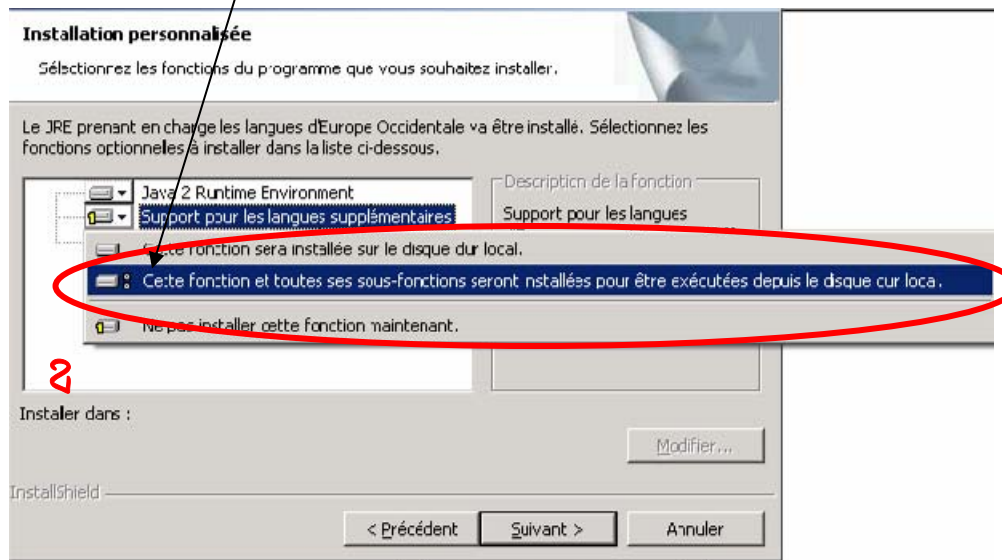 Installation personnalisée
Sélectionnez les fonctions du programme que vous souhaitez installer.
Le JRE prenant en charge les langues d'Europe Occidentale va être installé. Sélectionnez les
fonctions optionnelles à installer dans la liste ci-dessous.
Java 2 Runtime Environment
Support pour les langues supplémentaires
Description de la fonction
Support pour les langues
Cette fonction sera installée sur le disque dur local.
Cette fonction et toutes ses sous-fonctions seront installées pour être exécutées depuis le disque dur local.
Ne pas installer cette fonction maintenant.
2
Installer dans :
Modifier...
InstallShield
< Précédent
Suivant >
Annuler